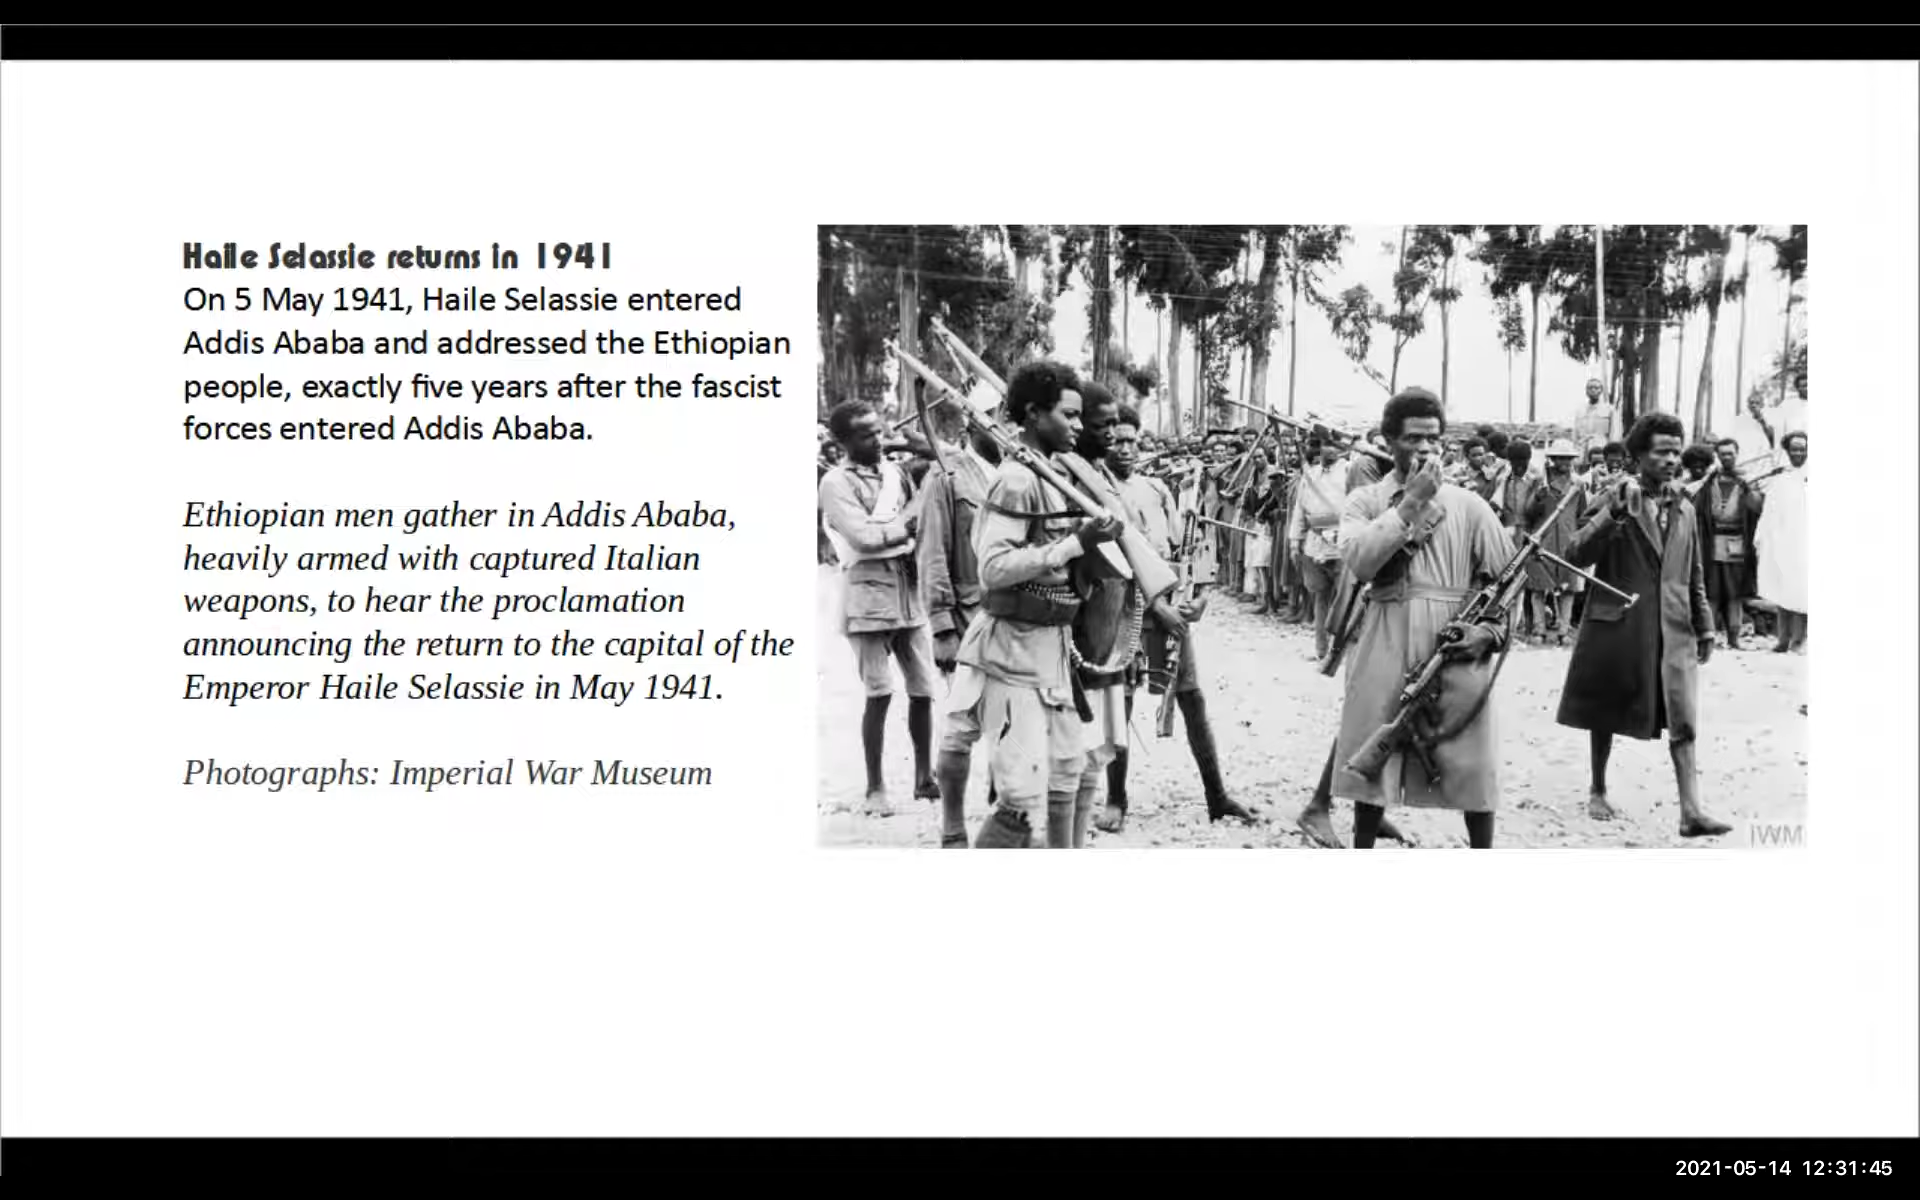 Haile Selassie returns in 1941
On 5 May 1941, Haile Selassie entered
Addis Ababa and addressed the Ethiopian
people, exactly five years after the fascist
forces entered Addis Ababa.
Ethiopian men gather in Addis Ababa,
heavily armed with captured Italian
weapons, to hear the proclamation
announcing the return to the capital of the
Emperor Haile Selassie in May 1941.
Photographs: Imperial War Museum
IWM
2021-05-14 12:31:45